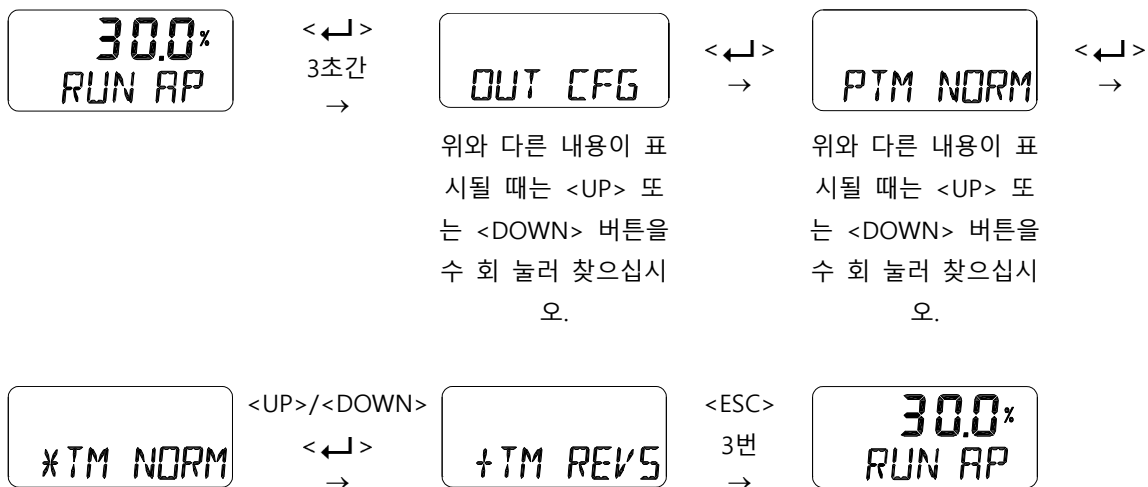 30.0%
RUN AP
<↵>
3초간
→
OUT CFG
위와 다른 내용이 표
시될 때는 <UP> 또
는 <DOWN> 버튼을
수 회 눌러 찾으십시
오.
<↵>
→
PTM NORM
위와 다른 내용이 표
시될 때는 <UP> 또
는 <DOWN> 버튼을
수 회 눌러 찾으십시
오.
<↵>
→
*TM NORM
<UP>/<DOWN>
<↵>
→
+TM REVS
<ESC>
3번
→
30.0%
RUN AP